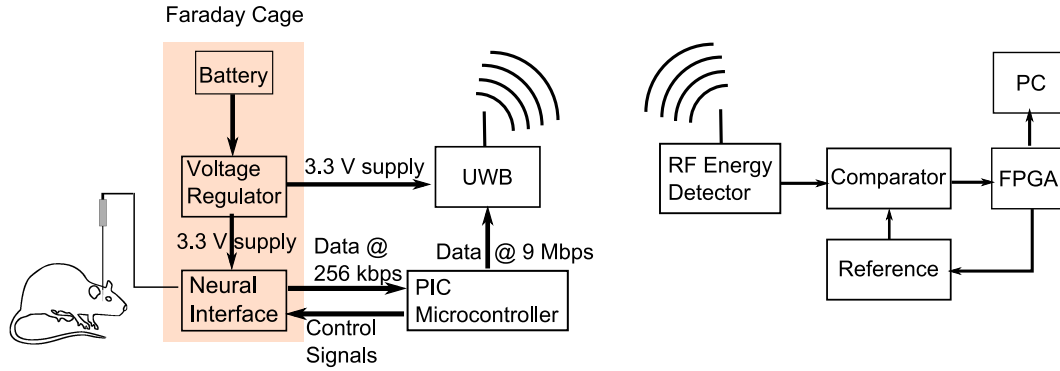 Faraday Cage
Battery
Voltage
Regulator
3.3 V supply
UWB
3.3 V supply
Data @
256 kbps
Data @ 9 Mbps
Neural
Interface
PIC
Microcontroller
Control
Signals
RF Energy
Detector
Comparator
FPGA
PC
Reference